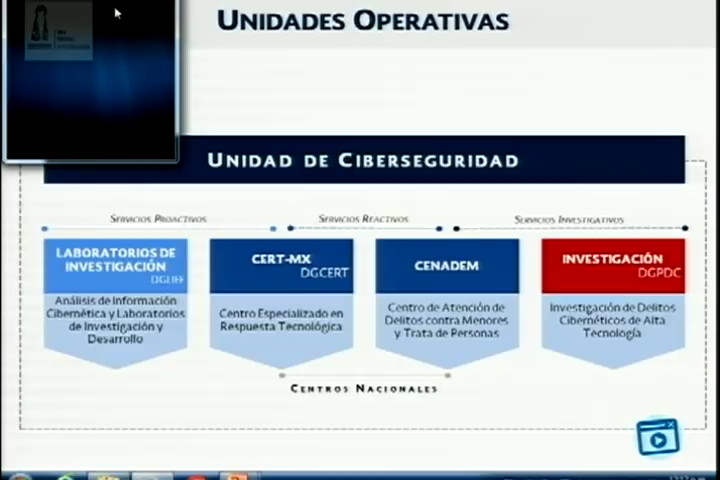 UNIDADES OPERATIVAS
UNIDAD DE CIBERSEGURIDAD
SERVICIOS PROACTIVOS
SERVICIOS REACTIVOS
SERVICIOS INVESTIGATIVOS
LABORATORIOS DE
INVESTIGACIÓN
Análisis de Información
Cibernética y Laboratorios
de Investigación y
Desarrollo
CERT-MX
DGCERT
Centro Especializado en
Respuesta Tecnológica
CENADEM
Centro de Atención de
Delitos contra Menores
y Trata de Personas
INVESTIGACIÓN
DGPDC
Investigación de Delitos
Cibernéticos de Alta
Tecnología
CENTROS NACIONALES